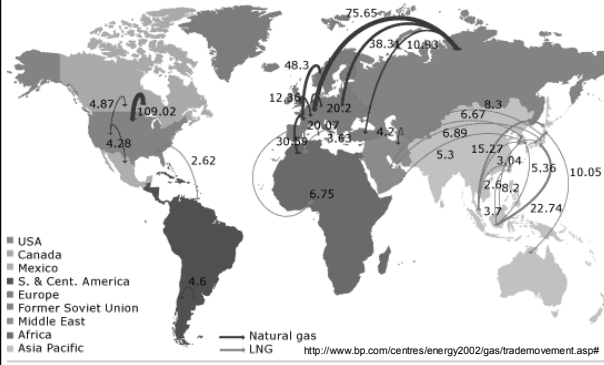 75.65
38.31
10.93
48.3
12.36
20.2
4.87
109.02
8.3
6.67
20.07
4.28
30.59
3.63
4.2
6.89
2.62
5.3
15.27
3.04
5.36
10.05
6.75
2.6
8.2
3.7
22.74
4.6
USA
Canada
Mexico
S. & Cent. America
Europe
Former Soviet Union
Middle East
Africa
Asia Pacific
Natural gas
LNG
http://www.bp.com/centres/energy2002/gas/trademovement.asp#